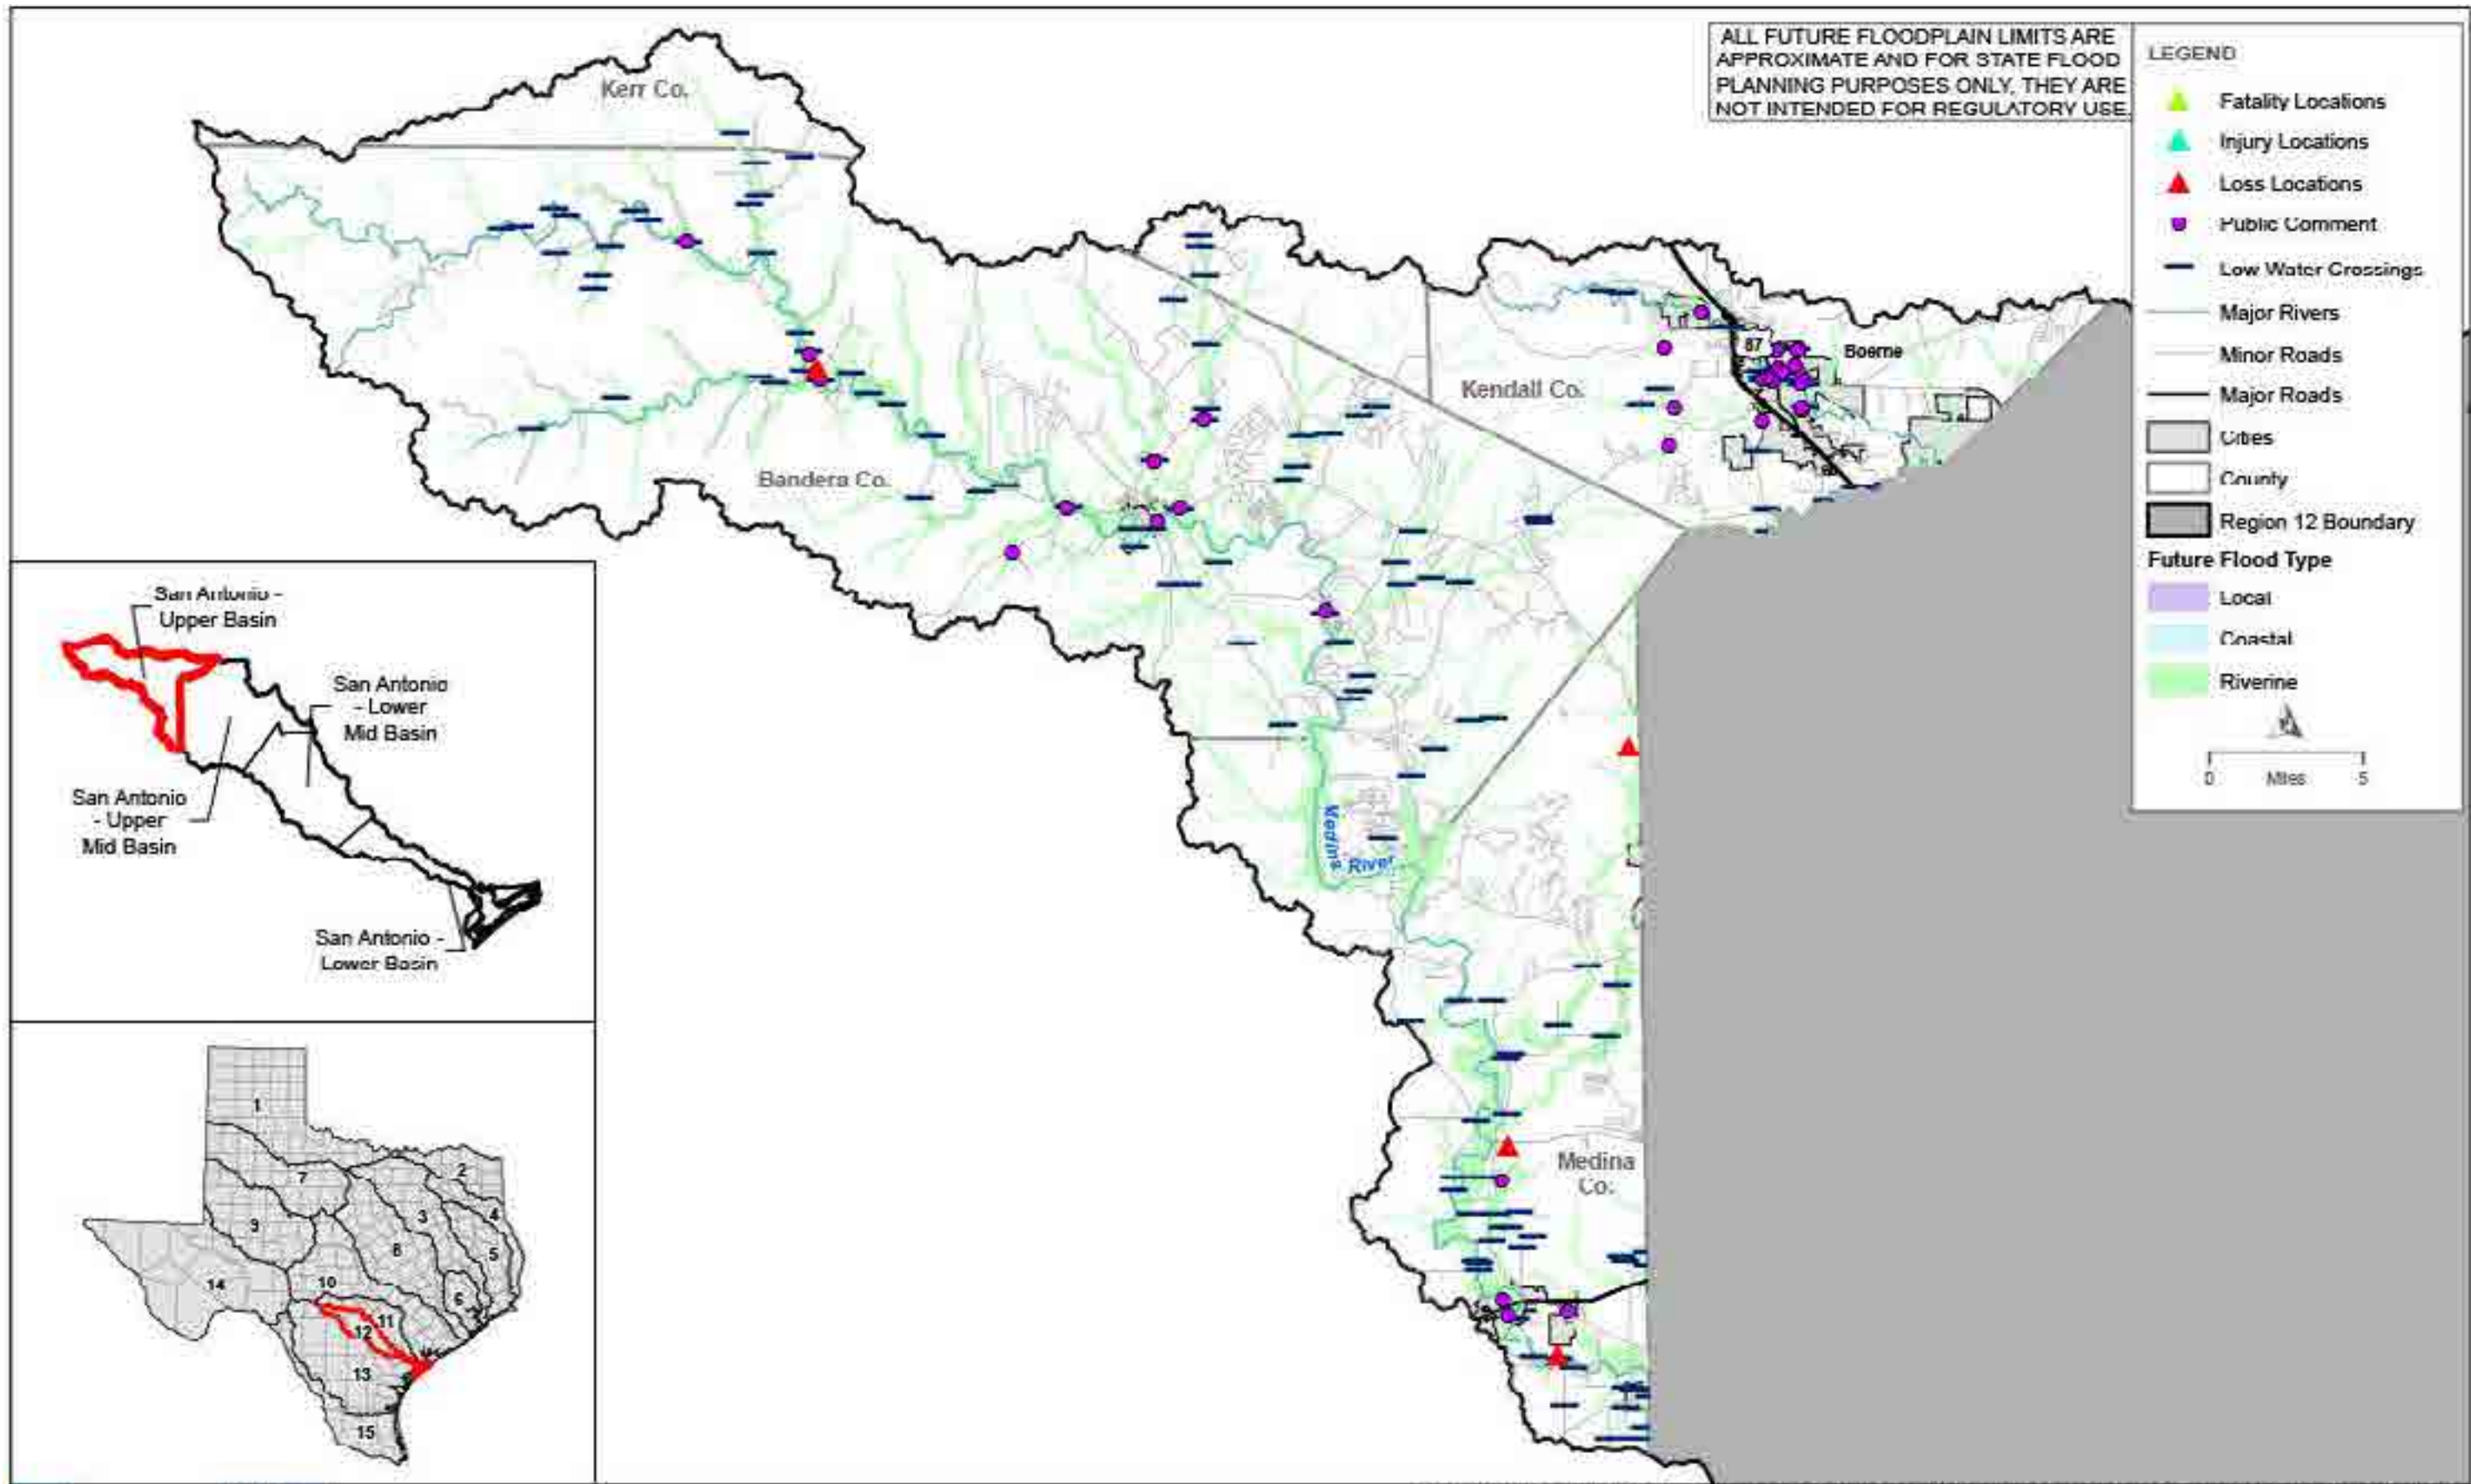 ALL FUTURE FLOODPLAIN LIMITS ARE
APPROXIMATE AND FOR STATE FLOOD
PLANNING PURPOSES ONLY, THEY ARE
NOT INTENDED FOR REGULATORY USE.
LEGEND
Fatality Locations
Injury Locations
Loss Locations
Public Comment
Low Water Crossings
Major Rivers
Minor Roads
Major Roads
Cities
County
Region 12 Boundary
Future Flood Type
Local
Coastal
Riverine
0 Miles 5
Kerr Co.
Bandera Co.
Kendall Co.
87
Boerne
Medina
River
Medina
Co.
San Antonio -
Upper Basin
San Antonio
- Lower
Mid Basin
San Antonio
- Upper
Mid Basin
San Antonio -
Lower Basin
1
2
7
3
4
9
8
5
14
10
6
11
12
13
15